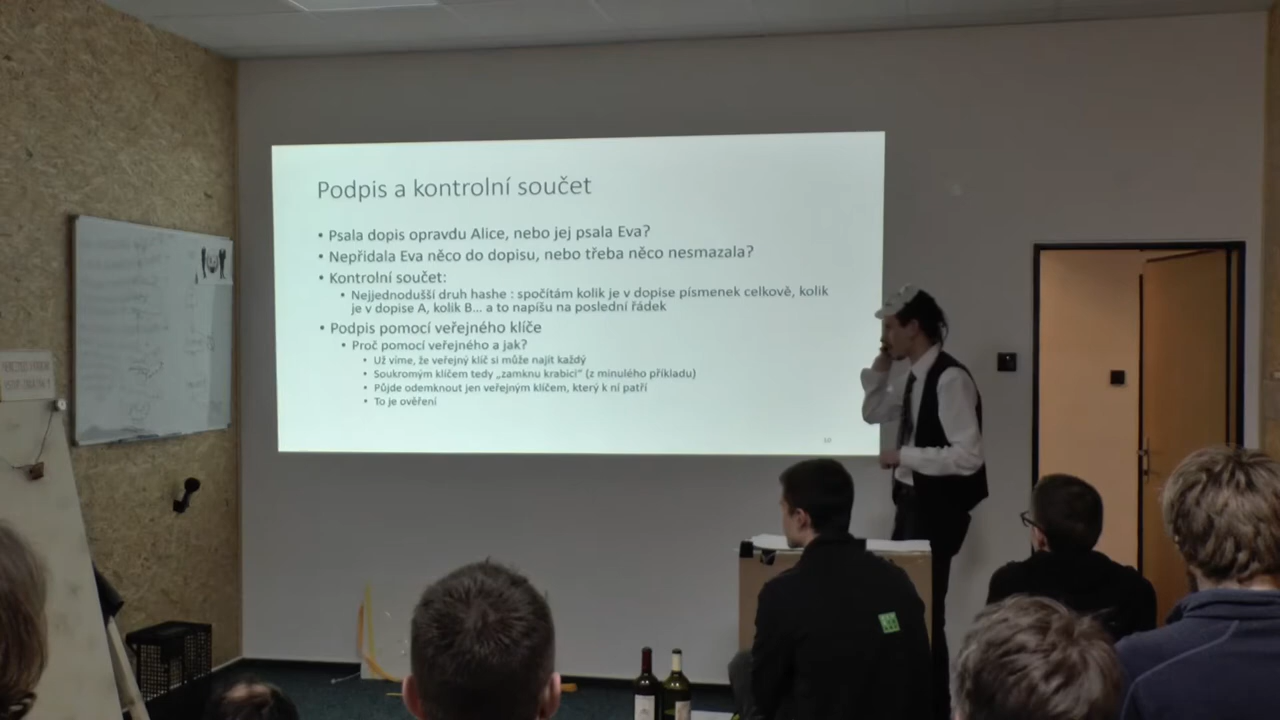 Podpis a kontrolní součet
• Psala dopis opravdu Alice, nebo jej psala Eva?
• Nepřidala Eva něco do dopisu, nebo třeba něco nesmazala?
• Kontrolní součet:
• Nejjednodušší druh hashe : spočítám kolik je v dopise písmenek celkově, kolik
je v dopise A, kolik B... a to napíšu na poslední řádek
• Podpis pomocí veřejného klíče
• Proč pomocí veřejného a jak?
• Už víme, že veřejný klíč si může najít každý
• Soukromým klíčem tedy „zamknu krabici" (z minulého příkladu)
• Půjde odemknout jen veřejným klíčem, který k ní patří
• To je ověření